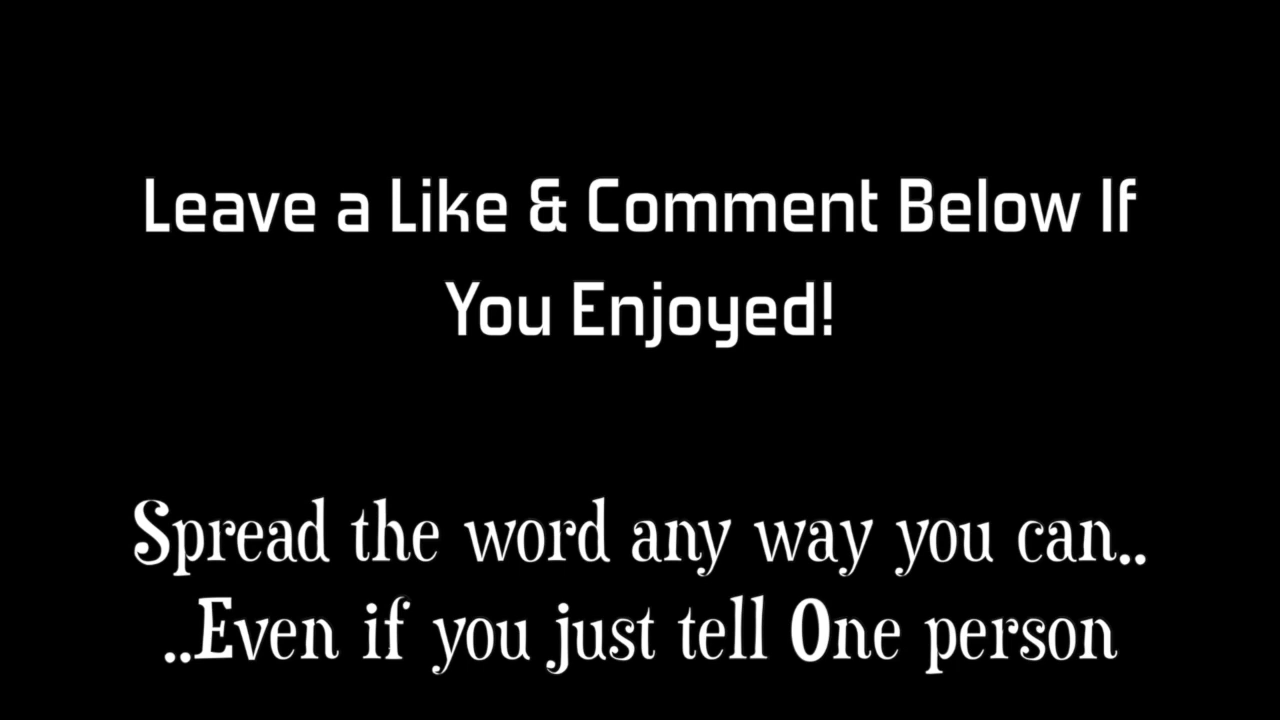 Leave a Like & Comment Below If
You Enjoyed!
Spread the word any way you can..
..Even if you just tell One person